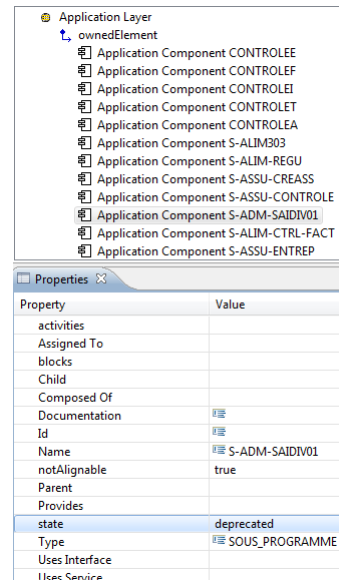 Application Layer
ownedElement
Application Component CONTROLEE
Application Component CONTROLEF
Application Component CONTROLEI
Application Component CONTROLET
Application Component CONTROLEA
Application Component S-ALIM303
Application Component S-ALIM-REGU
Application Component S-ASSU-CREASS
Application Component S-ASSU-CONTROLE
Application Component S-ADM-SAIDIV01
Application Component S-ALIM-CTRL-FACT
Application Component S-ASSU-ENTREP
Properties
Property Value
activities
Assigned To
blocks
Child
Composed Of
Documentation
Id
Name S-ADM-SAIDIV01
notAlignable true
Parent
Provides
state deprecated
Type SOUS_PROGRAMME
Uses Interface
Uses Service